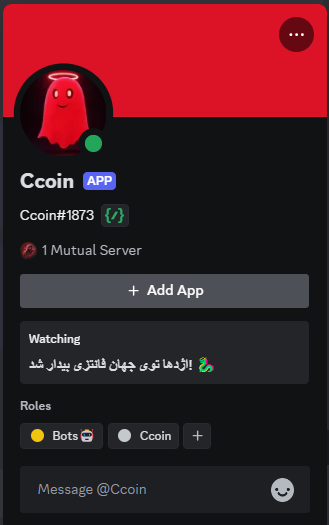 Ccoin APP
Ccoin#1873
1 Mutual Server
+ Add App
Watching
اژدها توی جهان فانتزی بیدار شد! 🐉
Roles
Bots🤖 Ccoin +
Message @Ccoin